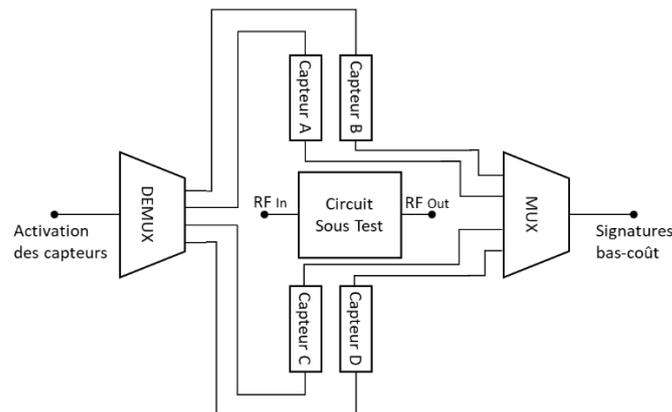 Capteur A
Capteur B
DEMUX
RF In
Circuit
Sous Test
RF Out
MUX
Activation
des capteurs
Signatures
bas-coût
Capteur C
Capteur D